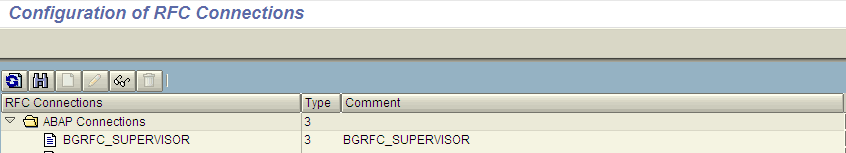 Configuration of RFC Connections
RFC Connections Type Comment
ABAP Connections 3
BGRFC_SUPERVISOR 3 BGRFC_SUPERVISOR